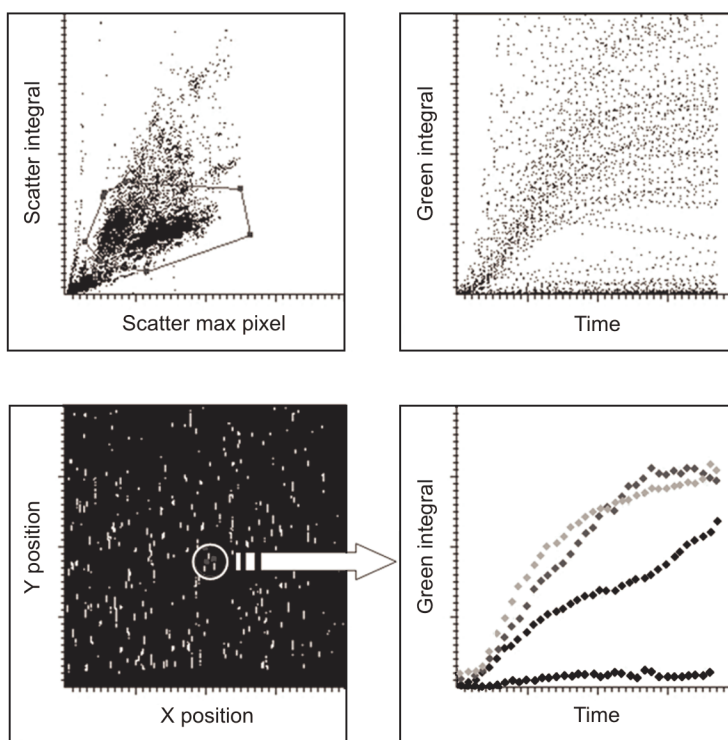 Scatter integral
Scatter max pixel
Green integral
Time
Y position
X position
Green integral
Time